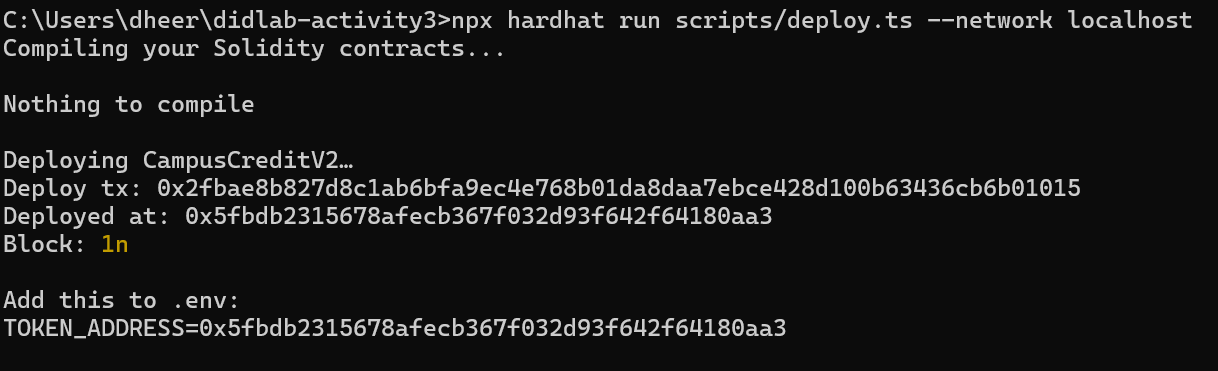 C:\Users\dheer\didlab-activity3>npx hardhat run scripts/deploy.ts --network localhost
Compiling your Solidity contracts...
Nothing to compile
Deploying CampusCreditV2…
Deploy tx: 0x2fbae8b827d8c1ab6bfa9ec4e768b01da8daa7ebce428d100b63436cb6b01015
Deployed at: 0x5fbdb2315678afecb367f032d93f642f64180aa3
Block: 1n
Add this to .env:
TOKEN_ADDRESS=0x5fbdb2315678afecb367f032d93f642f64180aa3